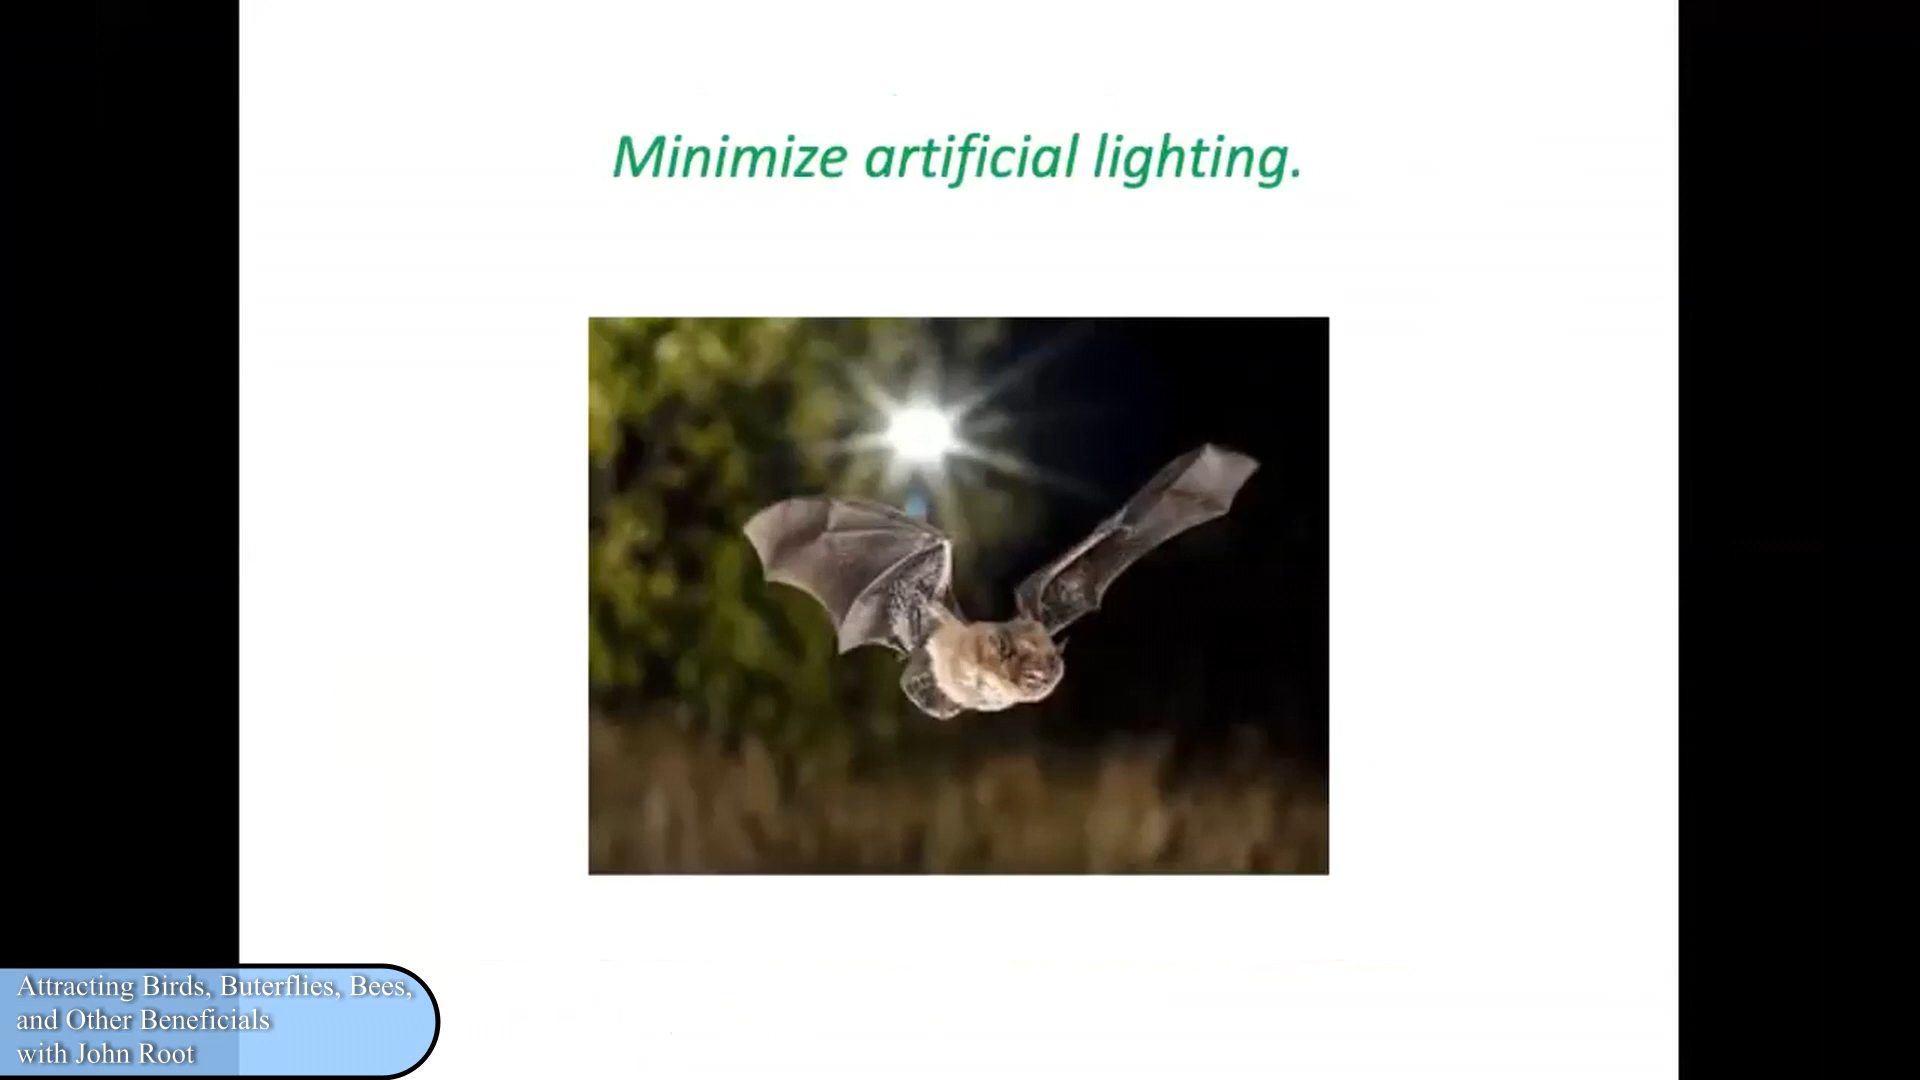 Minimize artificial lighting.
Attracting Birds, Buterflies, Bees,
and Other Beneficials
with John Root